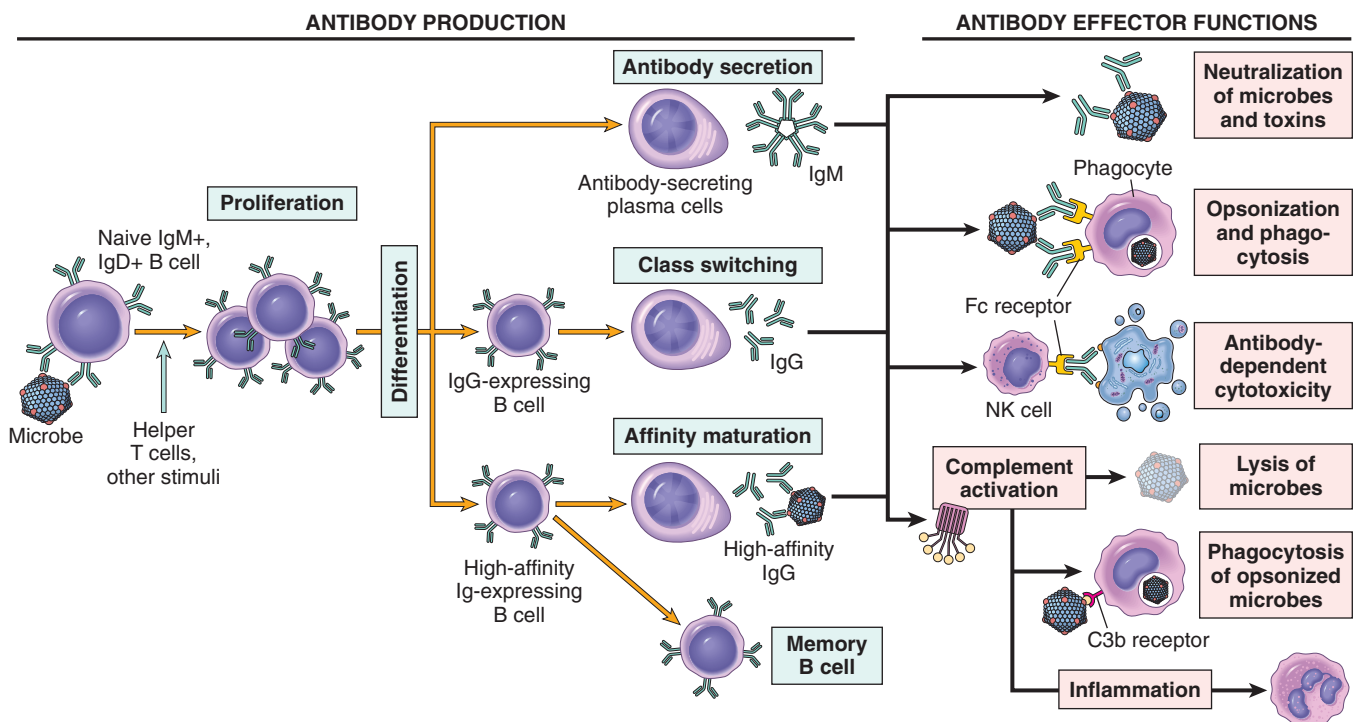 ANTIBODY PRODUCTION
Antibody secretion
Antibody-secreting
plasma cells
IgM
Proliferation
Naive IgM+,
IgD+ B cell
Microbe
Helper
T cells,
other stimuli
Differentiation
Class switching
IgG-expressing
B cell
IgG
Affinity maturation
High-affinity
Ig-expressing
B cell
High-affinity
IgG
Memory
B cell
ANTIBODY EFFECTOR FUNCTIONS
Neutralization
of microbes
and toxins
Phagocyte
Opsonization
and phago-
cytosis
Fc receptor
NK cell
Antibody-
dependent
cytotoxicity
Complement
activation
Lysis of
microbes
Phagocytosis
of opsonized
microbes
C3b receptor
Inflammation